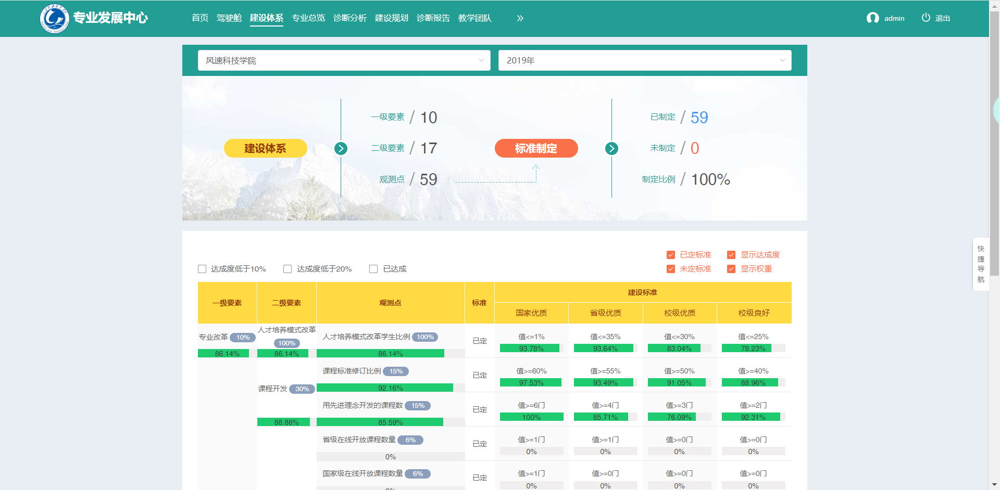 专业发展中心
首页 驾驶舱 建设体系 专业总览 诊断分析 建设规划 诊断报告 教学团队 »
admin 退出
风速科技学院 2019年
一级要素 / 10
二级要素 / 17
观测点 / 59
建设体系
标准制定
已制定 / 59
未制定 / 0
制定比例 / 100%
快捷导航
已定标准 显示达成度
达成度低于10% 达成度低于20% 已达成 未定标准 显示权重
一级要素 二级要素 观测点 标准 建设标准
国家优质 省级优质 校级优质 校级良好
专业改革 10% 人才培养模式改革 100% 人才培养模式改革学生比例 100% 已定 值<=1% 值<=35% 值<=30% 值<=25%
86.14% 86.14% 86.14% 93.78% 93.64% 83.04% 78.23%
课程标准修订比例 15% 已定 值>=60% 值>=55% 值>=50% 值>=40%
课程开发 30% 92.16% 97.53% 93.49% 91.05% 88.96%
用先进理念开发的课程数 15% 已定 值>=6门 值>=4门 值>=3门 值>=2门
88.88% 85.59% 100% 85.71% 76.09% 92.31%
省级在线开放课程数量 6% 已定 值>=1门 值>=1门 值>=0门 值>=0门
0% 0% 0% 0% 0%
国家级在线开放课程数量 6% 已定 值>=1门 值>=0门 值>=0门 值>=0门
0% 0% 0% 0% 0%